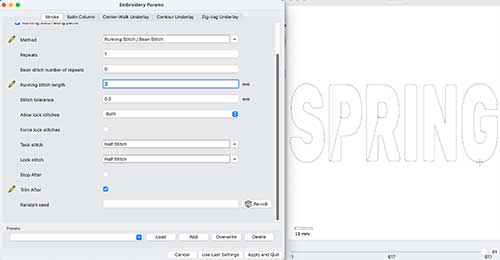 Embroidery Params
Running stitch along paths
Stroke Satin Column Center-Walk Underlay Contour Underlay Zig-zag Underlay
Method Running Stitch / Bean Stitch
Repeats 1
Bean stitch number of repeats 0
Running stitch length mm
Stitch tolerance 0.2 mm
Allow lock stitches Both
Force lock stitches
Tack stitch Half Stitch
Lock stitch Half Stitch
Stop After
Trim After
Random seed Re-roll
Presets
Load Add Overwrite Delete
Cancel Use Last Settings Apply and Quit
SPRING
13 mm
1 617 617